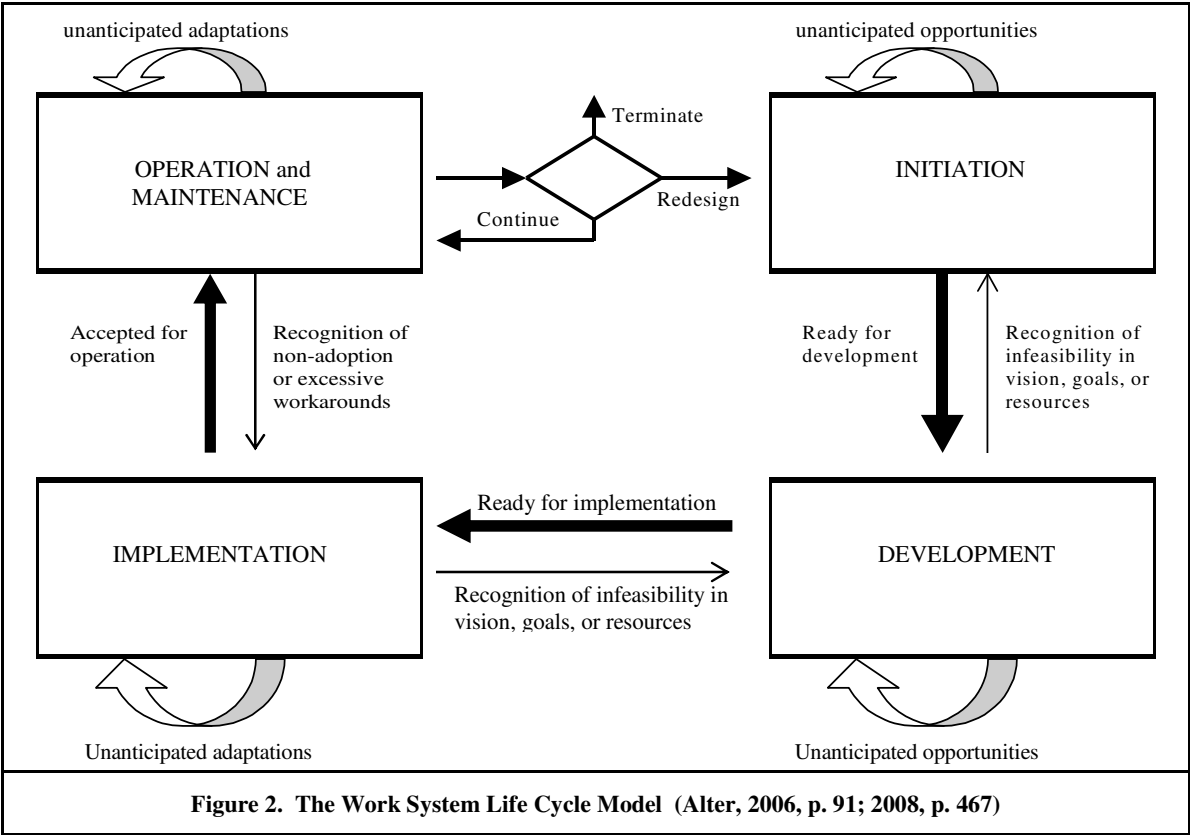 unanticipated adaptations
unanticipated opportunities
OPERATION and
MAINTENANCE
Terminate
Redesign
Continue
INITIATION
Accepted for
operation
Recognition of
non-adoption
or excessive
workarounds
Ready for
development
Recognition of
infeasibility in
vision, goals, or
resources
IMPLEMENTATION
Ready for implementation
Recognition of infeasibility in
vision, goals, or resources
DEVELOPMENT
Unanticipated adaptations
Unanticipated opportunities
Figure 2. The Work System Life Cycle Model (Alter, 2006, p. 91; 2008, p. 467)